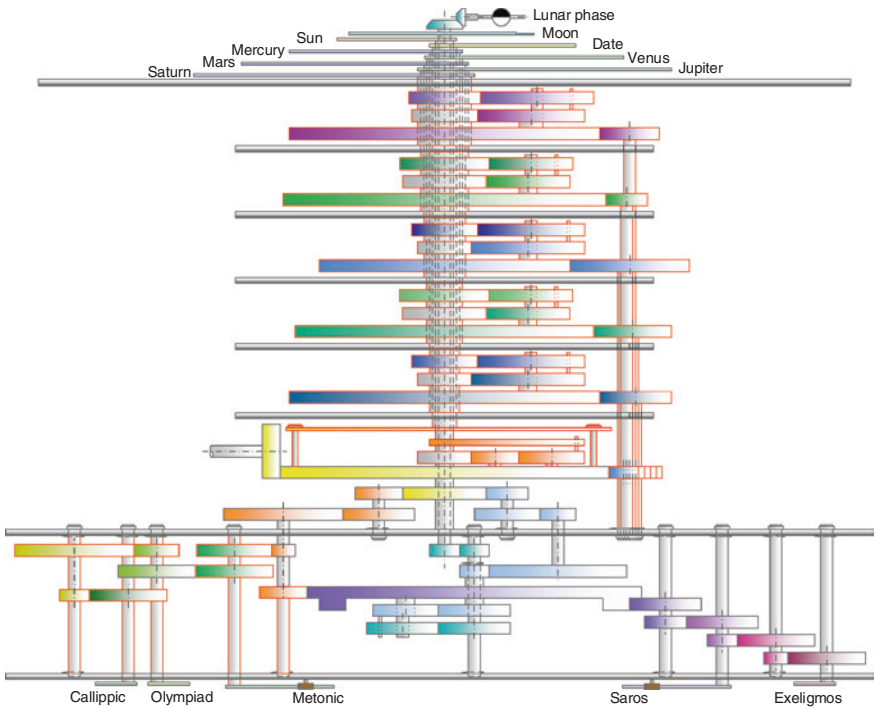 Lunar phase
Moon
Sun
Date
Mercury
Venus
Mars
Jupiter
Saturn
Callippic
Olympiad
Metonic
Saros
Exeligmos